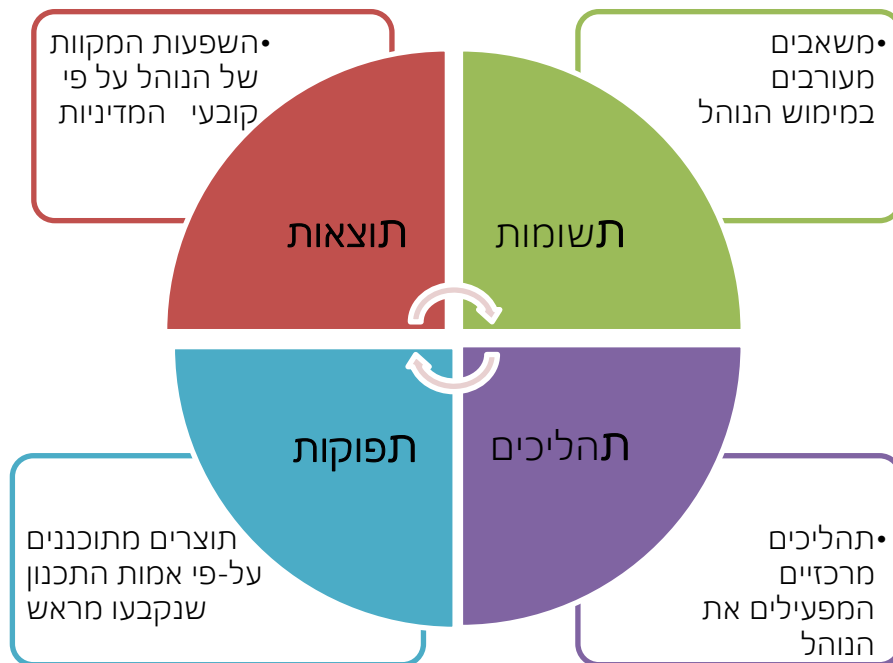 •משאבים
מעורבים
במימוש הנוהל
•השפעות המקוות
של הנוהל על פי
קובעי המדיניות
תשומות
תוצאות
תהליכים
תפוקות
•תהליכים
מרכזיים
המפעילים את
הנוהל
תוצרים מתוכננים
על-פי אמות התכנון
שנקבעו מראש